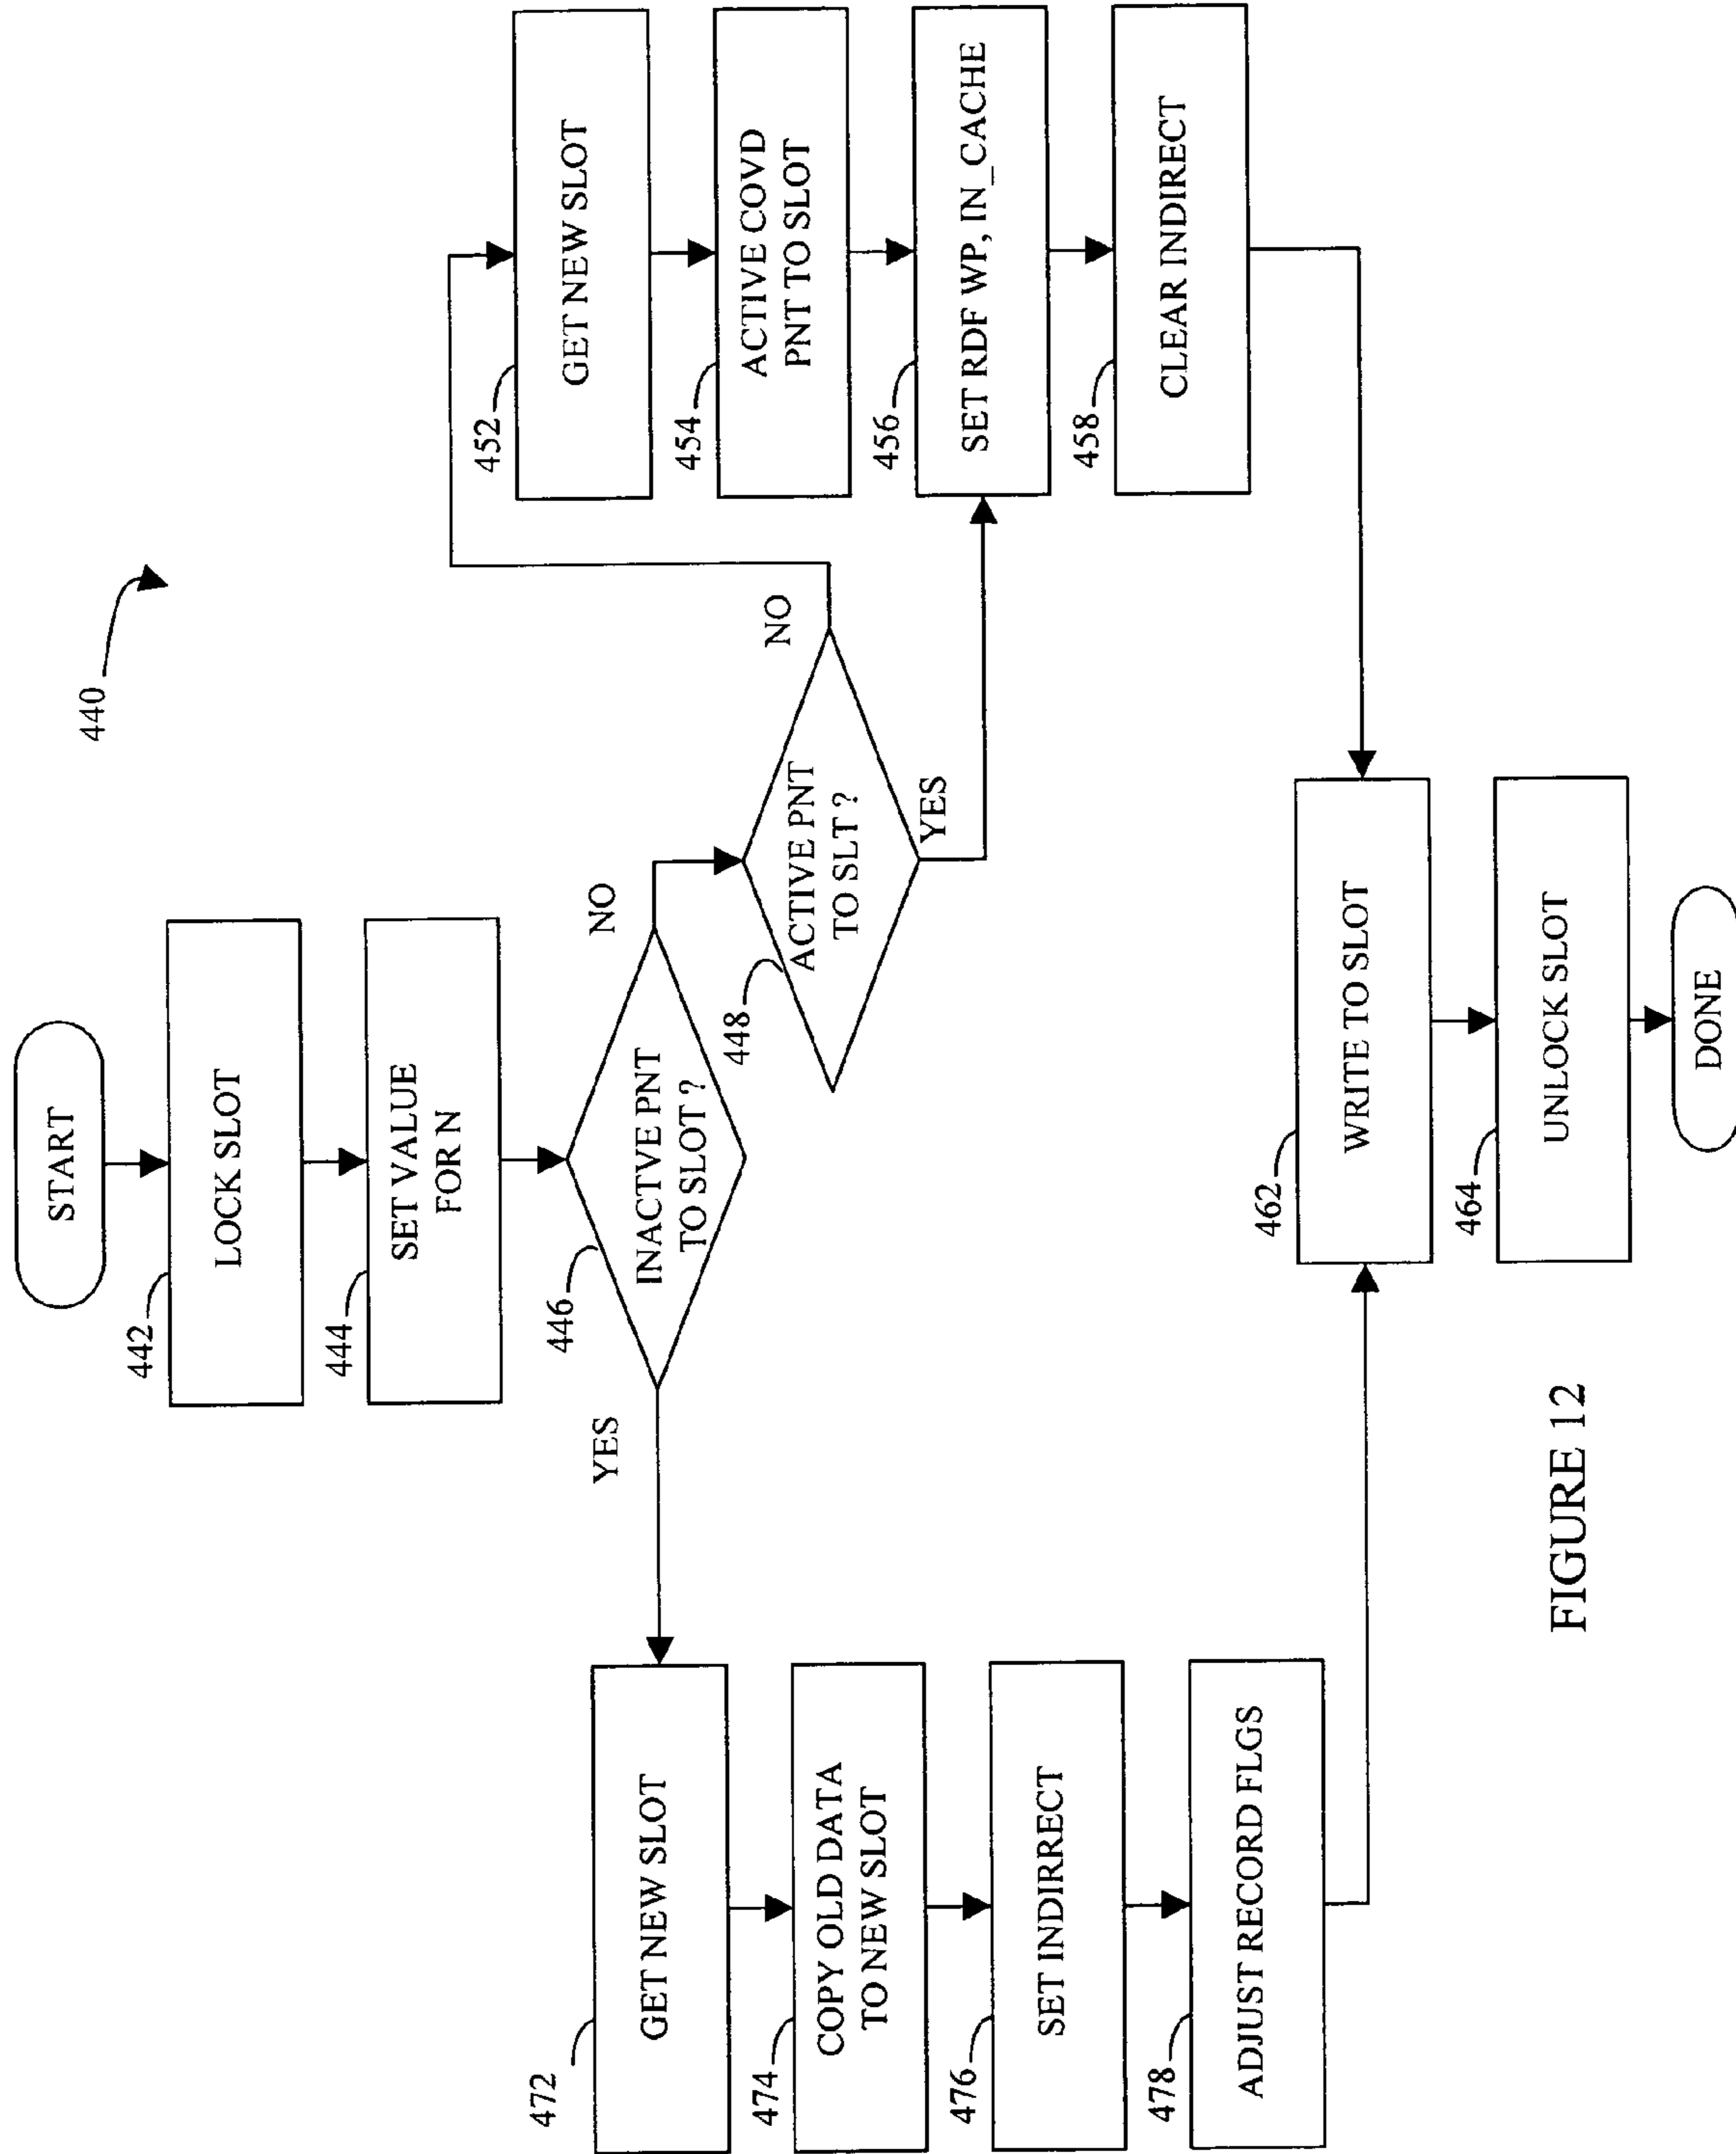 440
START
442
LOCK SLOT
444
SET VALUE
FOR N
446
INACTVE PNT
TO SLOT ?
YES
NO
448
ACTIVE PNT
TO SLT ?
NO
YES
452
GET NEW SLOT
454
ACTIVE COVD
PNT TO SLOT
456
SET RDF WP, IN_CACHE
458
CLEAR INDIRECT
472
GET NEW SLOT
474
COPY OLD DATA
TO NEW SLOT
476
SET INDIRRECT
478
ADJUST RECORD FLGS
462
WRITE TO SLOT
464
UNLOCK SLOT
DONE
FIGURE 12